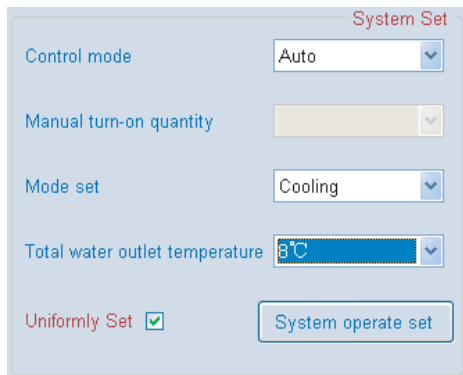 System Set
Control mode Auto
Manual turn-on quantity
Mode set Cooling
Total water outlet temperature 8℃
Uniformly Set System operate set